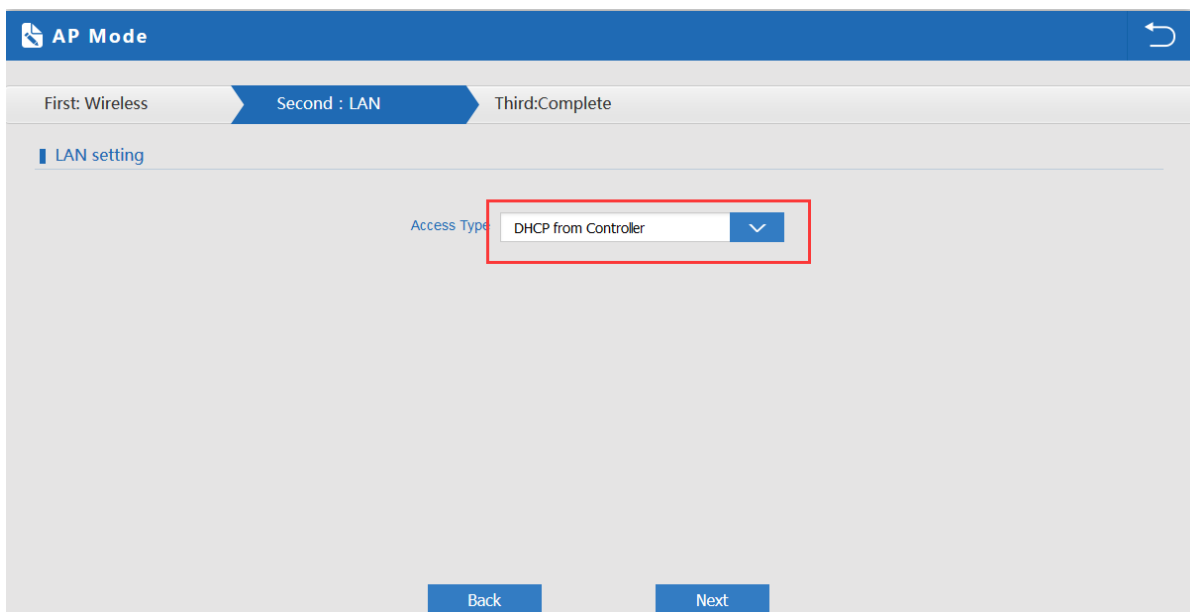 AP Mode
First: Wireless
Second : LAN
Third:Complete
LAN setting
Access Type
DHCP from Controller
Back
Next